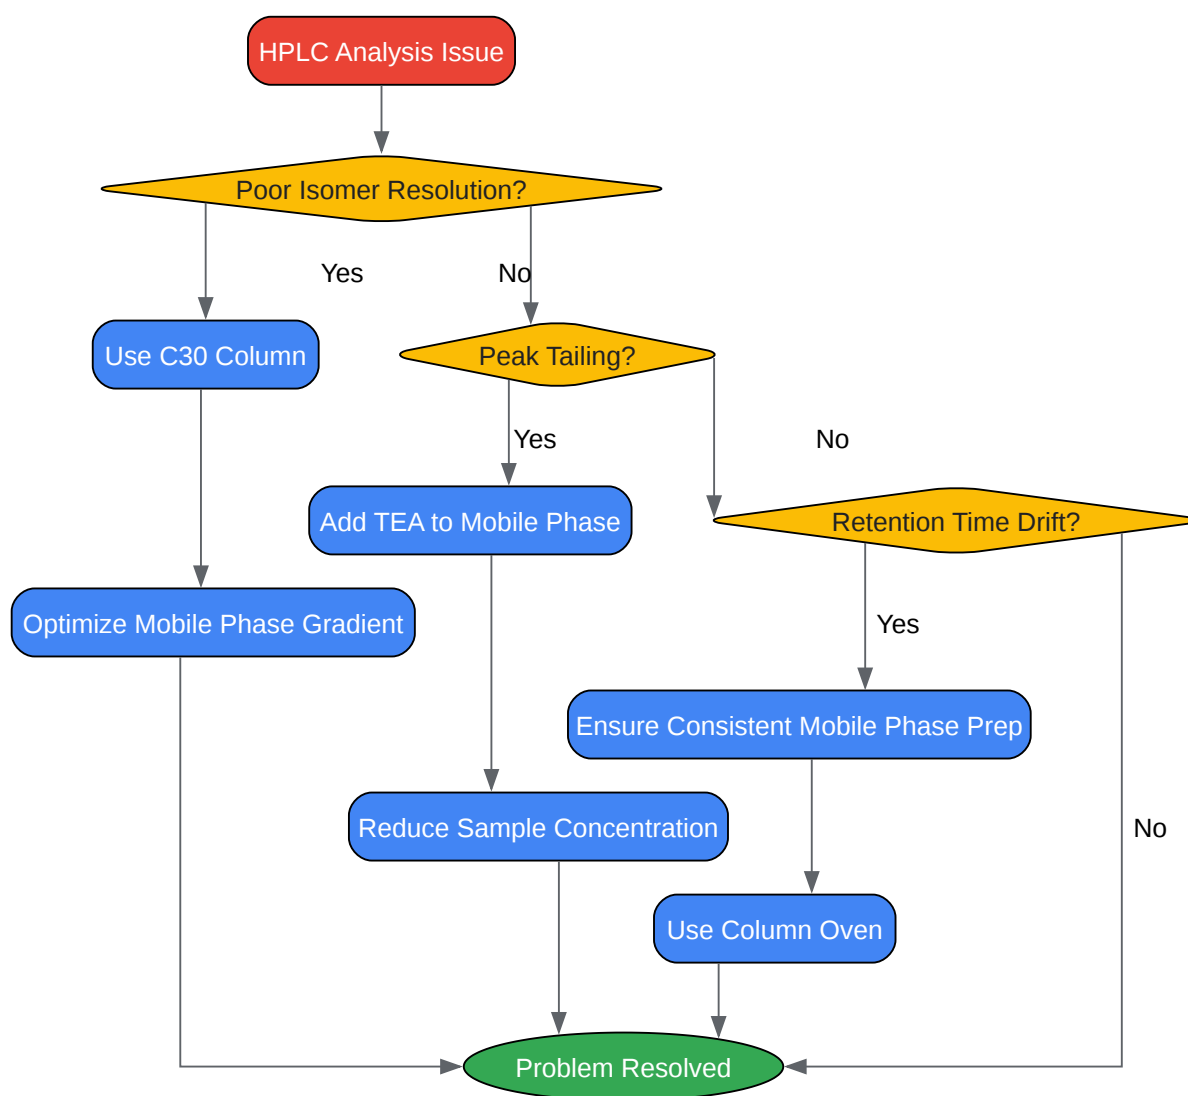 HPLC Analysis Issue
Poor Isomer Resolution?
Yes
No
Use C30 Column
Peak Tailing?
Yes
No
Add TEA to Mobile Phase
Retention Time Drift?
Optimize Mobile Phase Gradient
Yes
Ensure Consistent Mobile Phase Prep
Reduce Sample Concentration
No
Use Column Oven
Problem Resolved